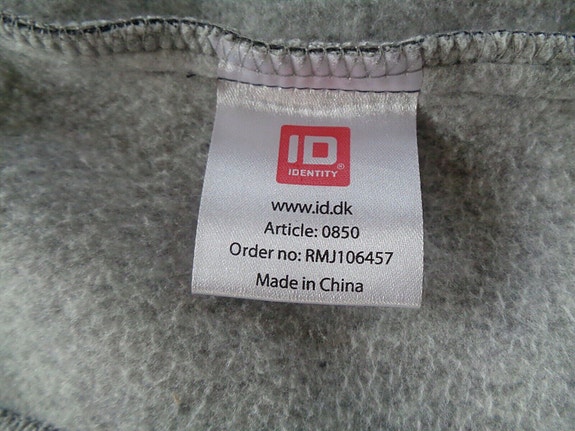 ID®
IDENTITY
www.id.dk
Article: 0850
Order no: RMJ106457
Made in China